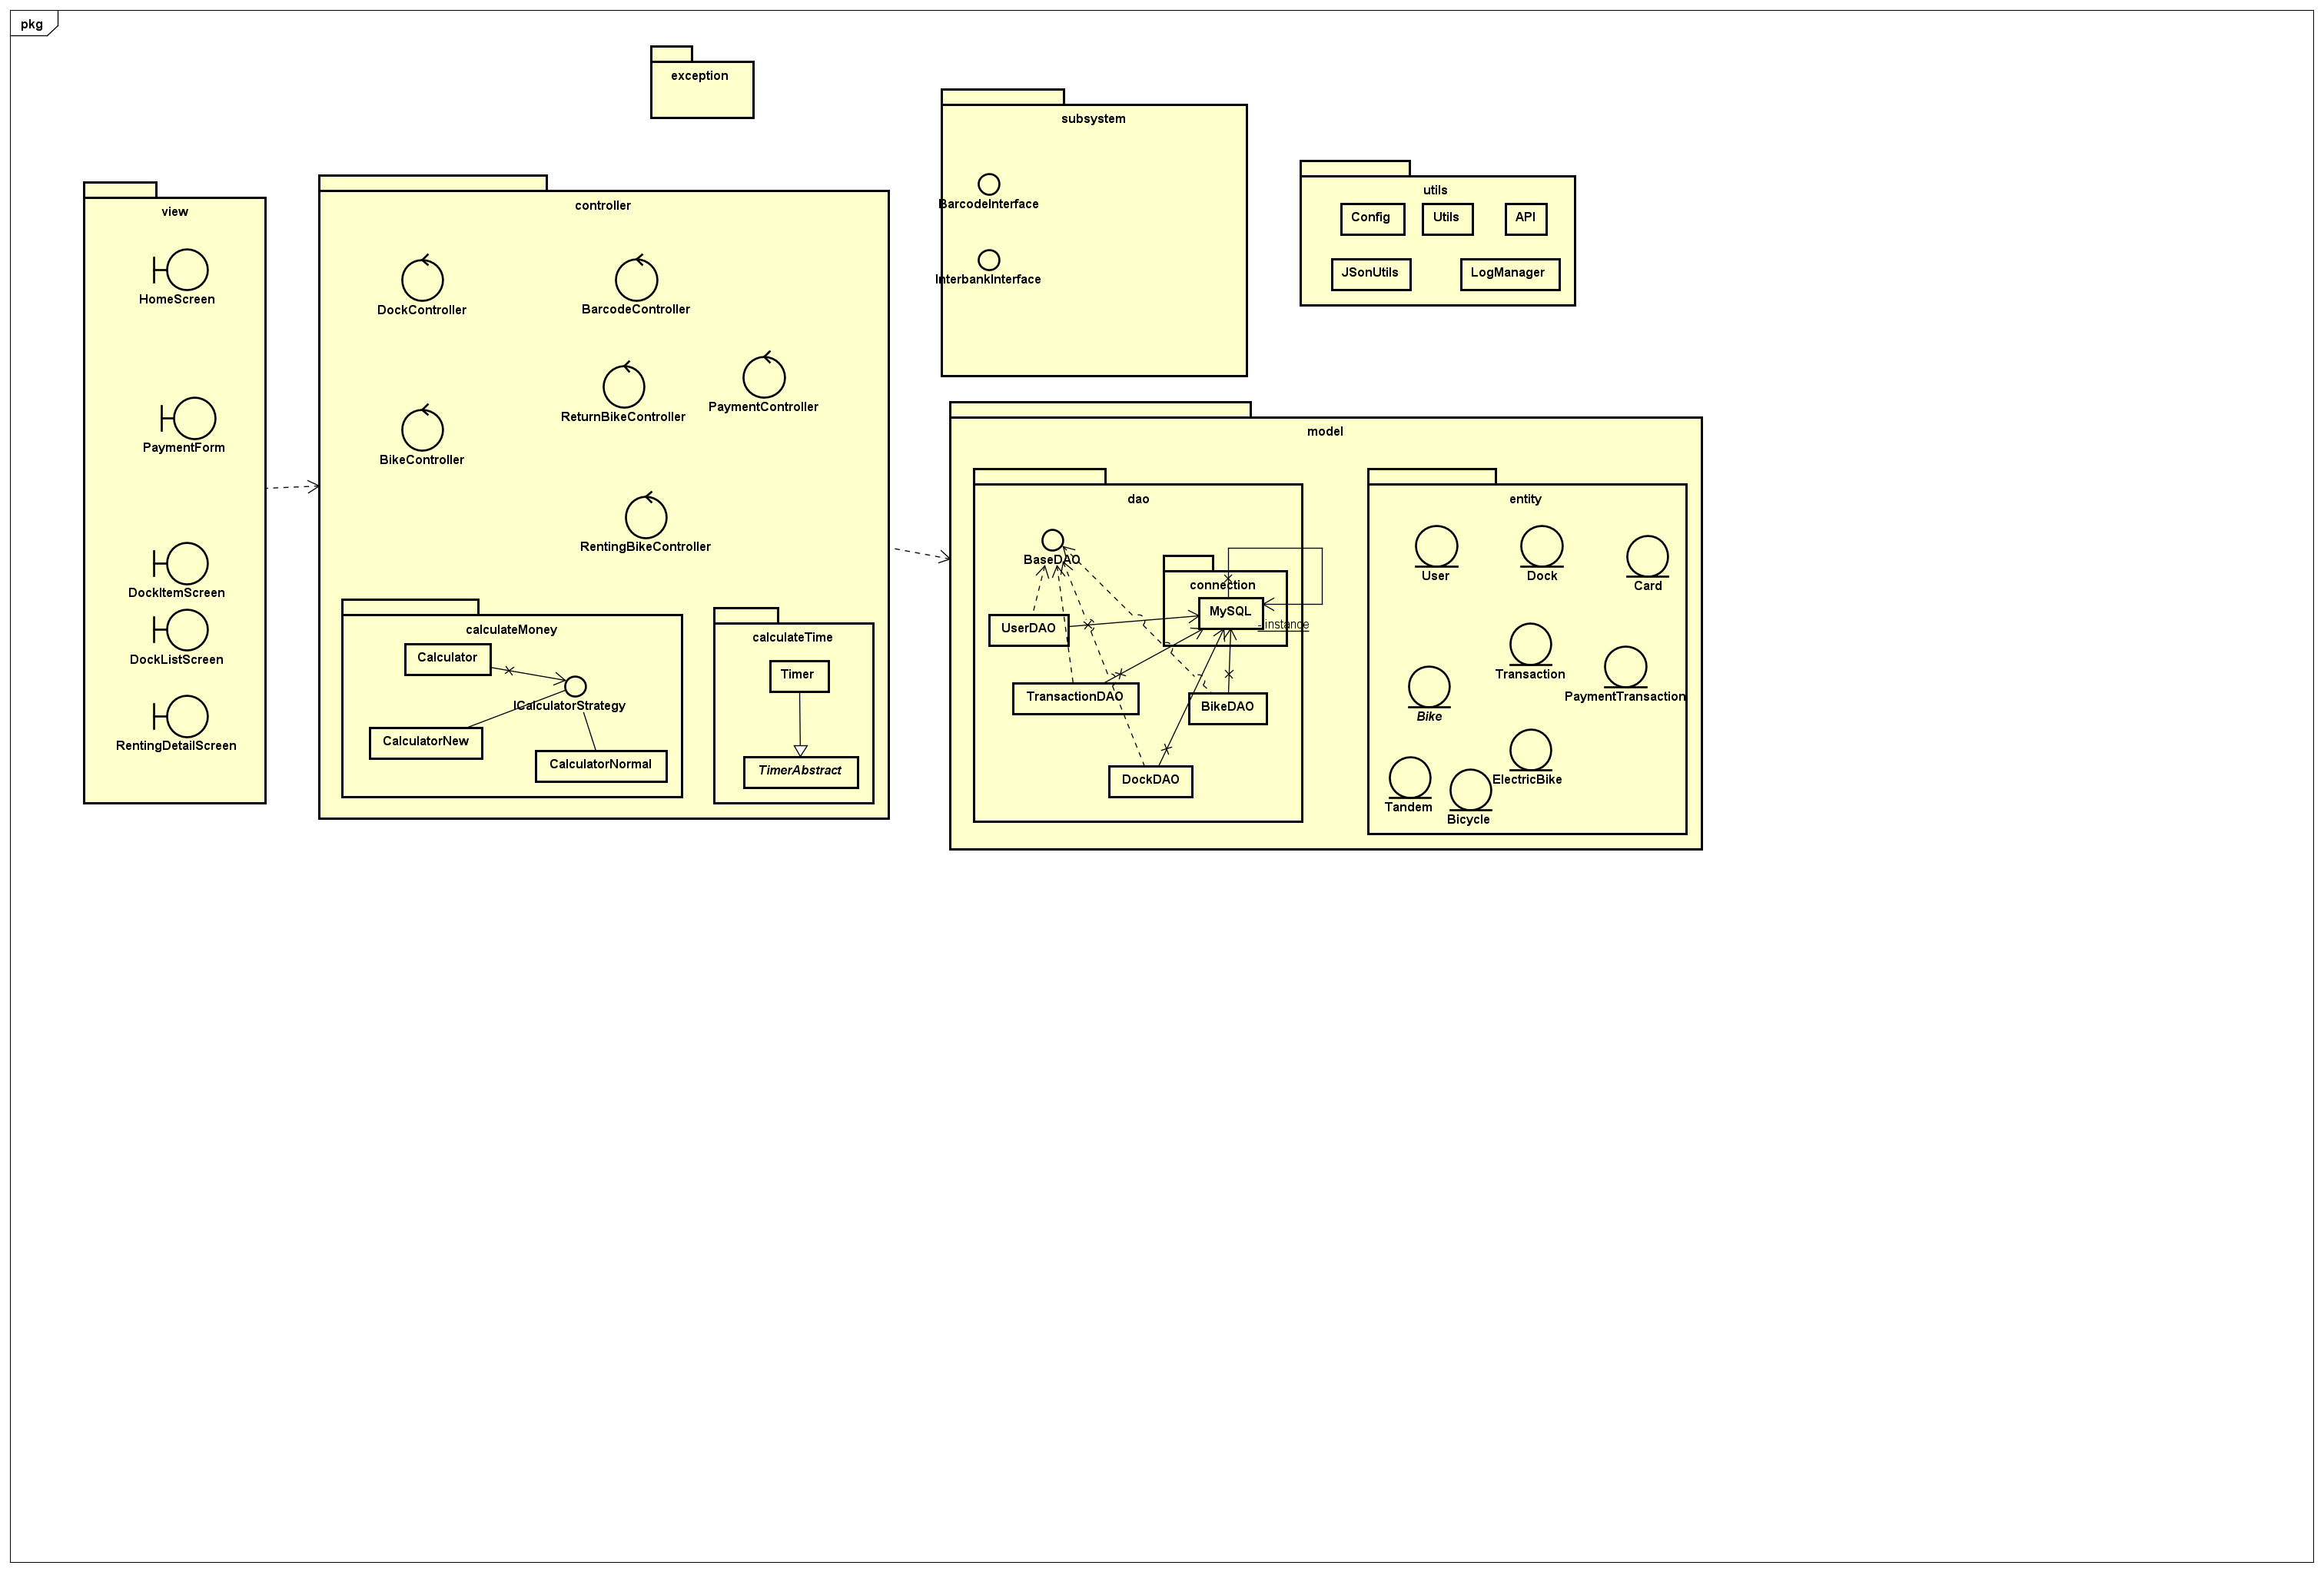 pkg
exception
subsystem
BarcodeInterface
InterbankInterface
utils
Config
Utils
API
JSonUtils
LogManager
view
HomeScreen
PaymentForm
DockItemScreen
DockListScreen
RentingDetailScreen
controller
DockController
BarcodeController
ReturnBikeController
PaymentController
BikeController
RentingBikeController
calculateMoney
Calculator
ICalculatorStrategy
CalculatorNew
CalculatorNormal
calculateTime
Timer
TimerAbstract
model
dao
BaseDAO
connection
MySQL
- instance
UserDAO
TransactionDAO
BikeDAO
DockDAO
entity
User
Dock
Card
Transaction
PaymentTransaction
Bike
ElectricBike
Tandem
Bicycle